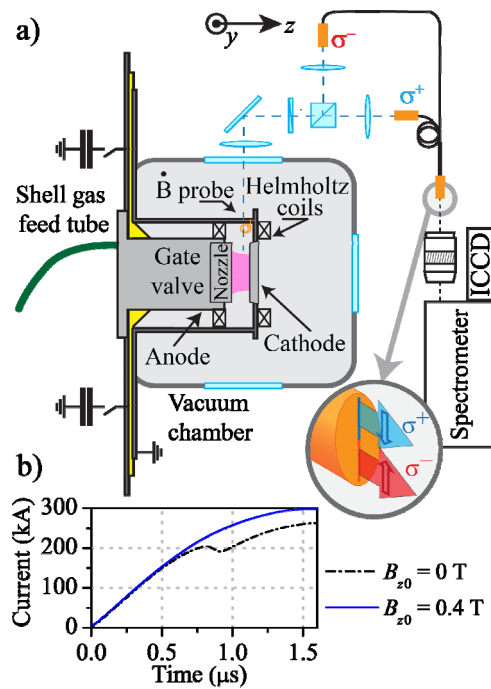 a)
y
z
σ−
σ+
Shell gas
feed tube
Ḃ probe
Helmholtz
coils
Gate
valve
Nozzle
Anode
Cathode
Vacuum
chamber
ICCD
Spectrometer
σ+
σ−
b)
Current (kA)
300
200
100
0
0.0
0.5
1.0
1.5
Time (μs)
B_z0 = 0 T
B_z0 = 0.4 T